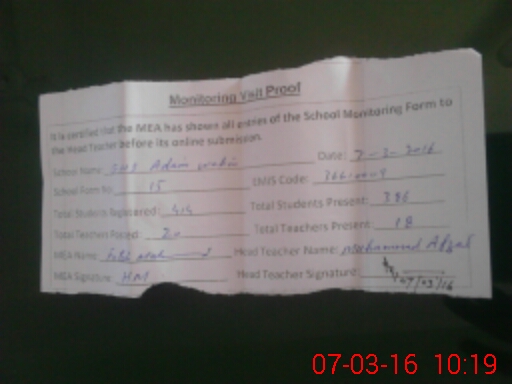 Monitoring Visit Proof
It is certified that the MEA has shown all entries of the School Monitoring Form to
the Head Teacher before its online submission.
School Name: GHS Adam Date: 7-3-2016
School Form No: 15 EMIS Code:
Total Students Registered: 414 Total Students Present: 386
Total Teachers Posted: 20 Total Teachers Present: 18
MEA Name: Head Teacher Name: Muhammad Afzal
MEA Signature: HM Head Teacher Signature:
07/03/16
07-03-16 10:19